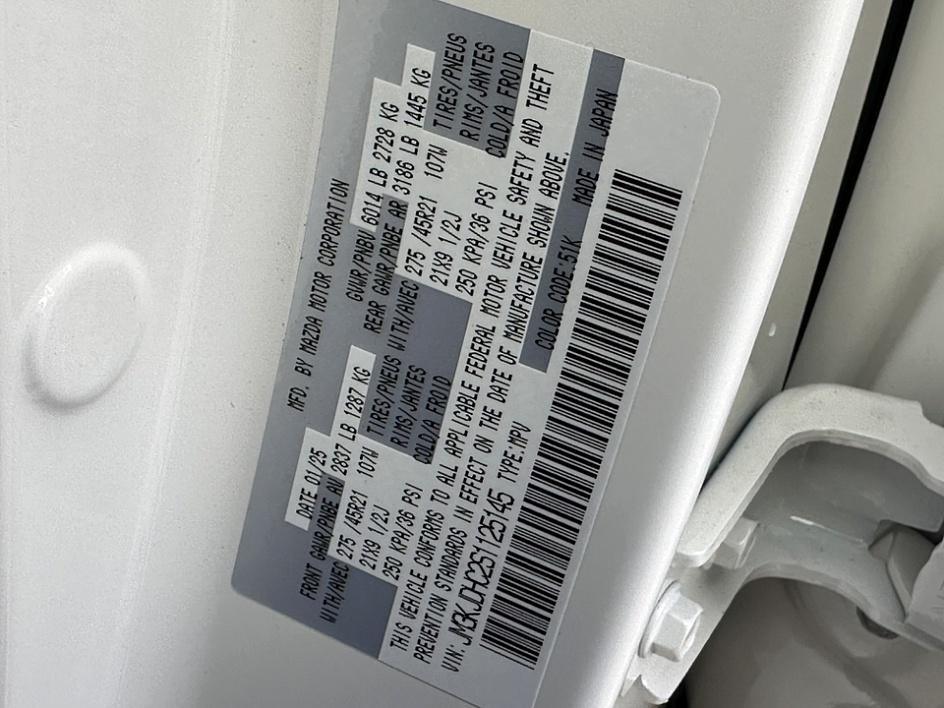 MFD. BY MAZDA MOTOR CORPORATION
DATE 01/25 GVWR/PNBV 6014 LB 2728 KG
FRONT GAWR/PNBE AV 2837 LB 1287 KG REAR GAWR/PNBE AR 3186 LB 1445 KG
WITH/AVEC 275 /45R21 107W TIRES/PNEUS WITH/AVEC 275 /45R21 107W TIRES/PNEUS
21X9 1/2J RIMS/JANTES 21X9 1/2J RIMS/JANTES
250 KPA/36 PSI COLD/A FROID 250 KPA/36 PSI COLD/A FROID
THIS VEHICLE CONFORMS TO ALL APPLICABLE FEDERAL MOTOR VEHICLE SAFETY AND THEFT
PREVENTION STANDARDS IN EFFECT ON THE DATE OF MANUFACTURE SHOWN ABOVE.
VIN: JM3KJDHC2S1125145 TYPE:MPV COLOR CODE:51K MADE IN JAPAN